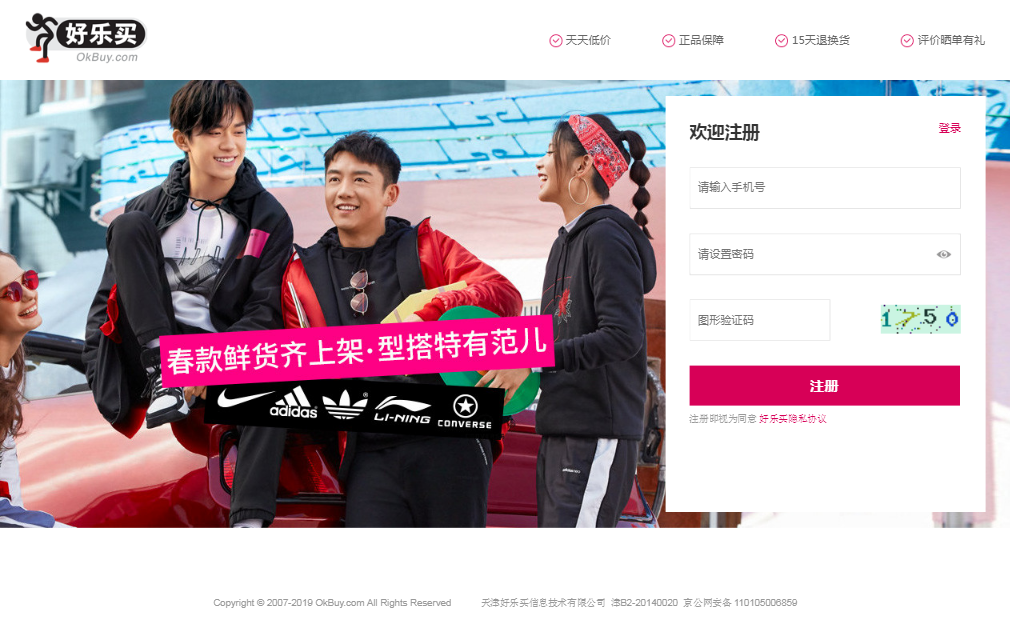 好乐买
OkBuy.com
天天低价
正品保障
15天退换货
评价晒单有礼
欢迎注册
登录
请输入手机号
请设置密码
图形验证码
1750
注册
注册即视为同意 好乐买隐私协议
春款鲜货齐上架·型搭特有范儿
adidas
LI-NING
CONVERSE
Copyright © 2007-2019 OkBuy.com All Rights Reserved 天津好乐买信息技术有限公司 津B2-20140020 京公网安备 110105006859